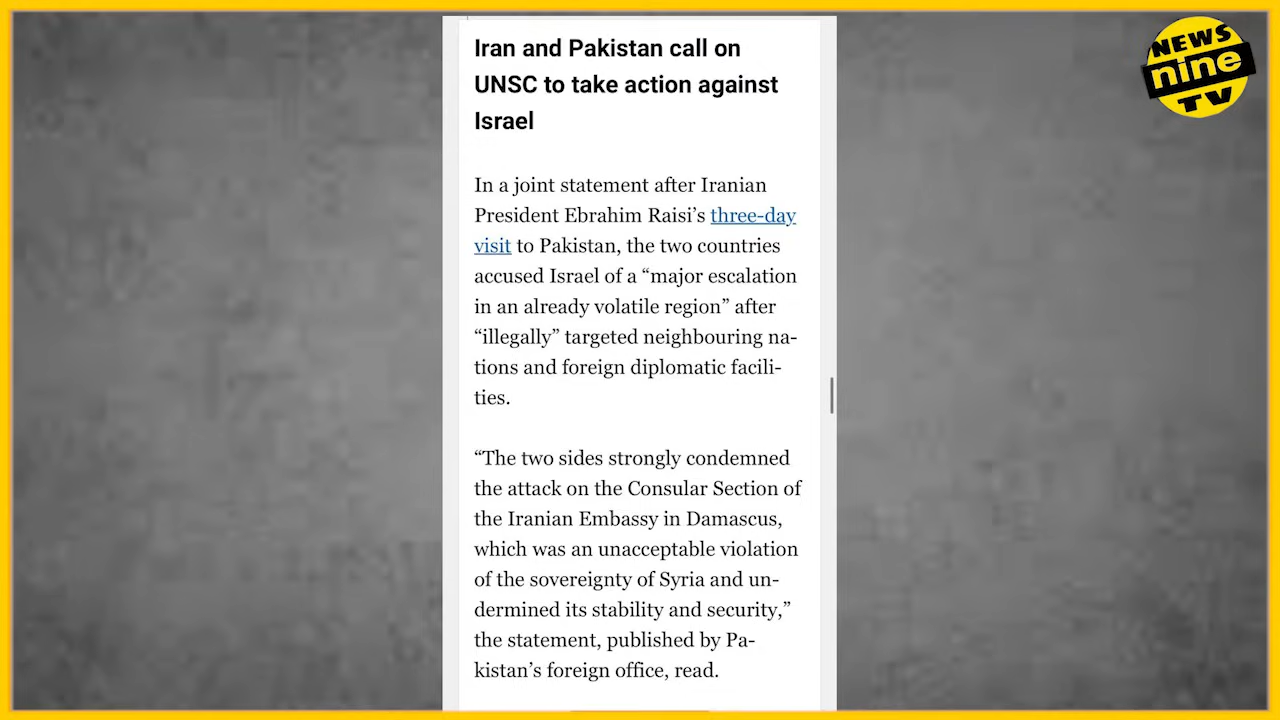 Iran and Pakistan call on
UNSC to take action against
Israel
In a joint statement after Iranian
President Ebrahim Raisi’s three-day
visit to Pakistan, the two countries
accused Israel of a “major escalation
in an already volatile region” after
“illegally” targeted neighbouring na-
tions and foreign diplomatic facili-
ties.
“The two sides strongly condemned
the attack on the Consular Section of
the Iranian Embassy in Damascus,
which was an unacceptable violation
of the sovereignty of Syria and un-
dermined its stability and security,”
the statement, published by Pa-
kistan’s foreign office, read.
NEWS
nine
TV